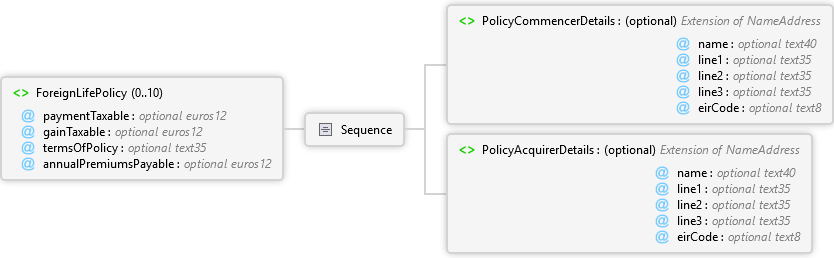 <> ForeignLifePolicy (0..10)
@ paymentTaxable : optional euros12
@ gainTaxable : optional euros12
@ termsOfPolicy : optional text35
@ annualPremiumsPayable : optional euros12
Sequence
<> PolicyCommencerDetails : (optional) Extension of NameAddress
@ name : optional text40
@ line1 : optional text35
@ line2 : optional text35
@ line3 : optional text35
@ eirCode : optional text8
<> PolicyAcquirerDetails : (optional) Extension of NameAddress
@ name : optional text40
@ line1 : optional text35
@ line2 : optional text35
@ line3 : optional text35
@ eirCode : optional text8